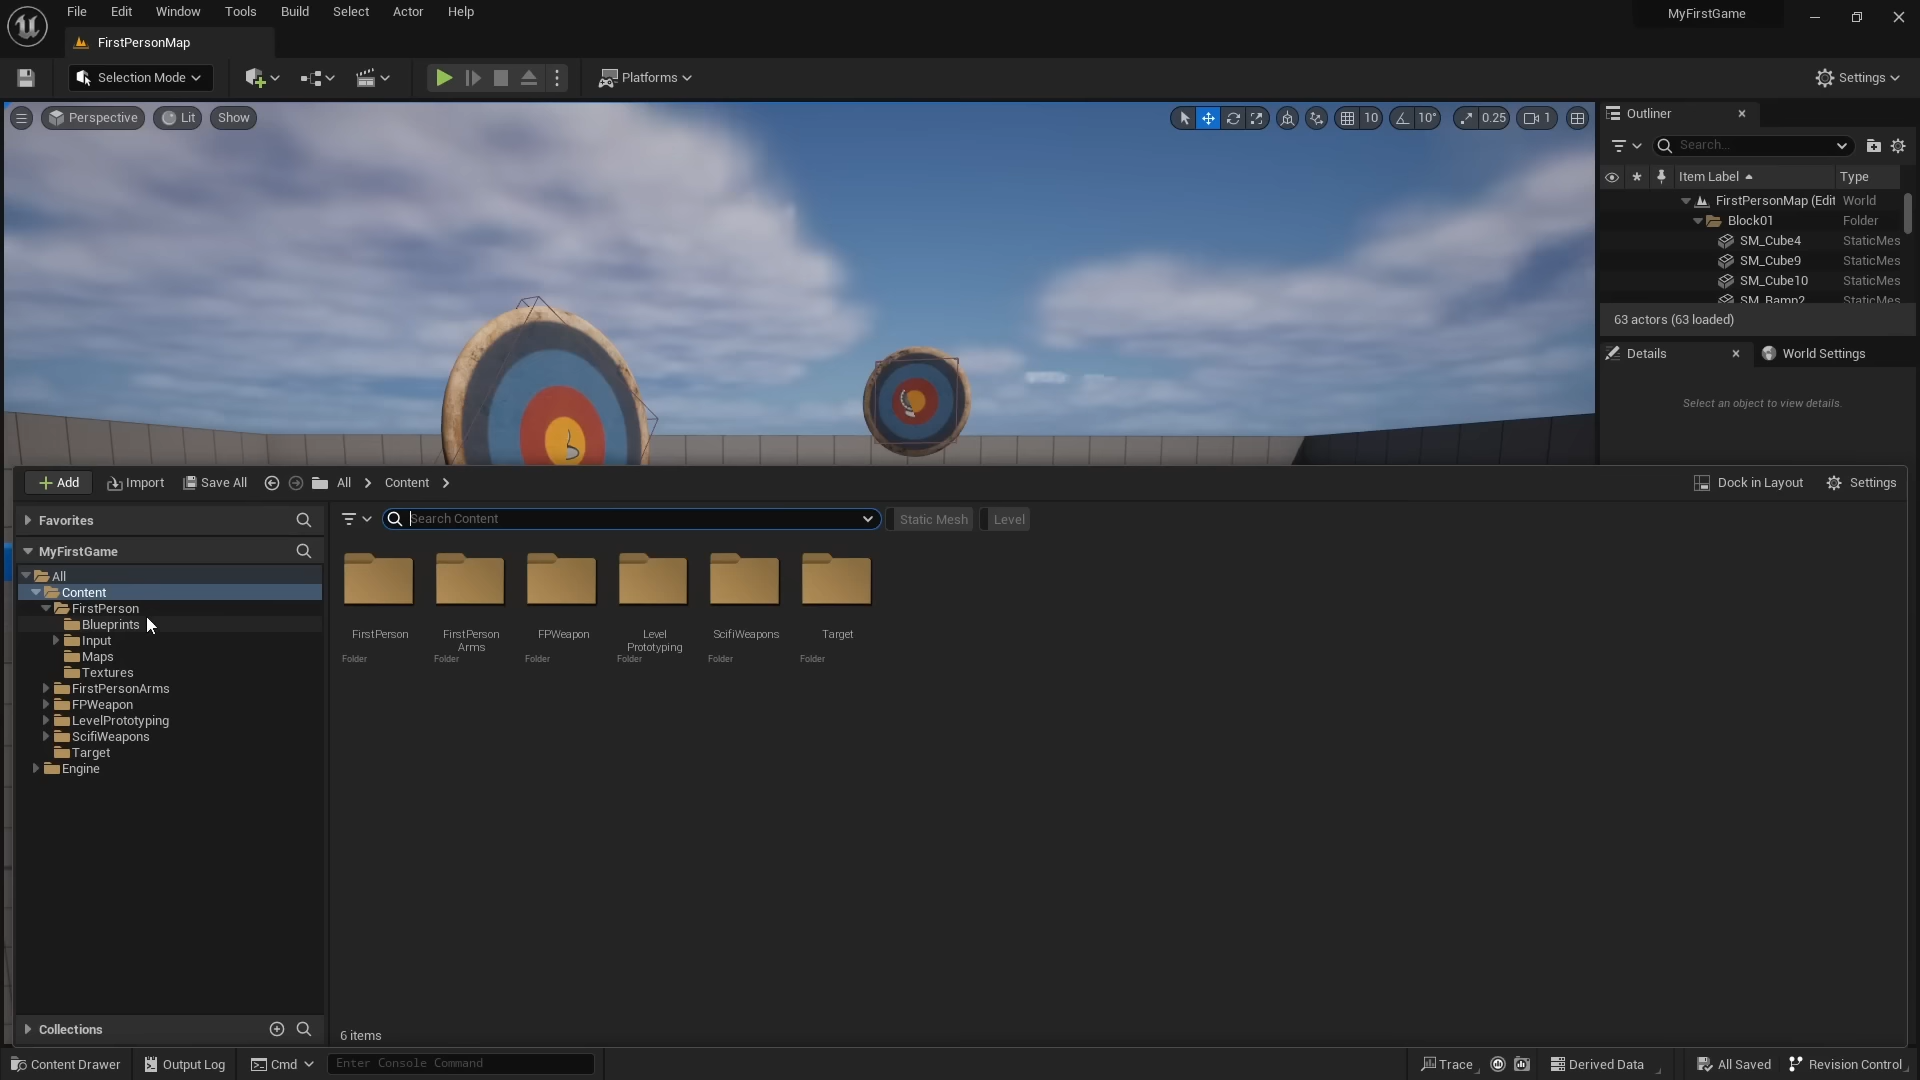 File Edit Window Tools Build Select Actor Help
MyFirstGame
FirstPersonMap
Selection Mode
Platforms
Settings
Perspective
Lit
Show
10
10°
0.25
1
Outliner
Search...
Item Label
Type
FirstPersonMap (Edit
World
Block01
Folder
SM_Cube4
StaticMes
SM_Cube9
StaticMes
SM_Cube10
StaticMes
SM_Ramp2
StaticMes
63 actors (63 loaded)
Details
World Settings
Select an object to view details.
Add
Import
Save All
All
Content
Dock in Layout
Settings
Favorites
Search Content
Static Mesh
Level
MyFirstGame
All
Content
FirstPerson
Blueprints
Input
Maps
Textures
FirstPersonArms
FPWeapon
LevelPrototyping
ScifiWeapons
Target
Engine
FirstPerson
Folder
FirstPerson
Arms
Folder
FPWeapon
Folder
Level
Prototyping
Folder
ScifiWeapons
Folder
Target
Folder
Collections
6 items
Content Drawer
Output Log
Cmd
Enter Console Command
Trace
Derived Data
All Saved
Revision Control